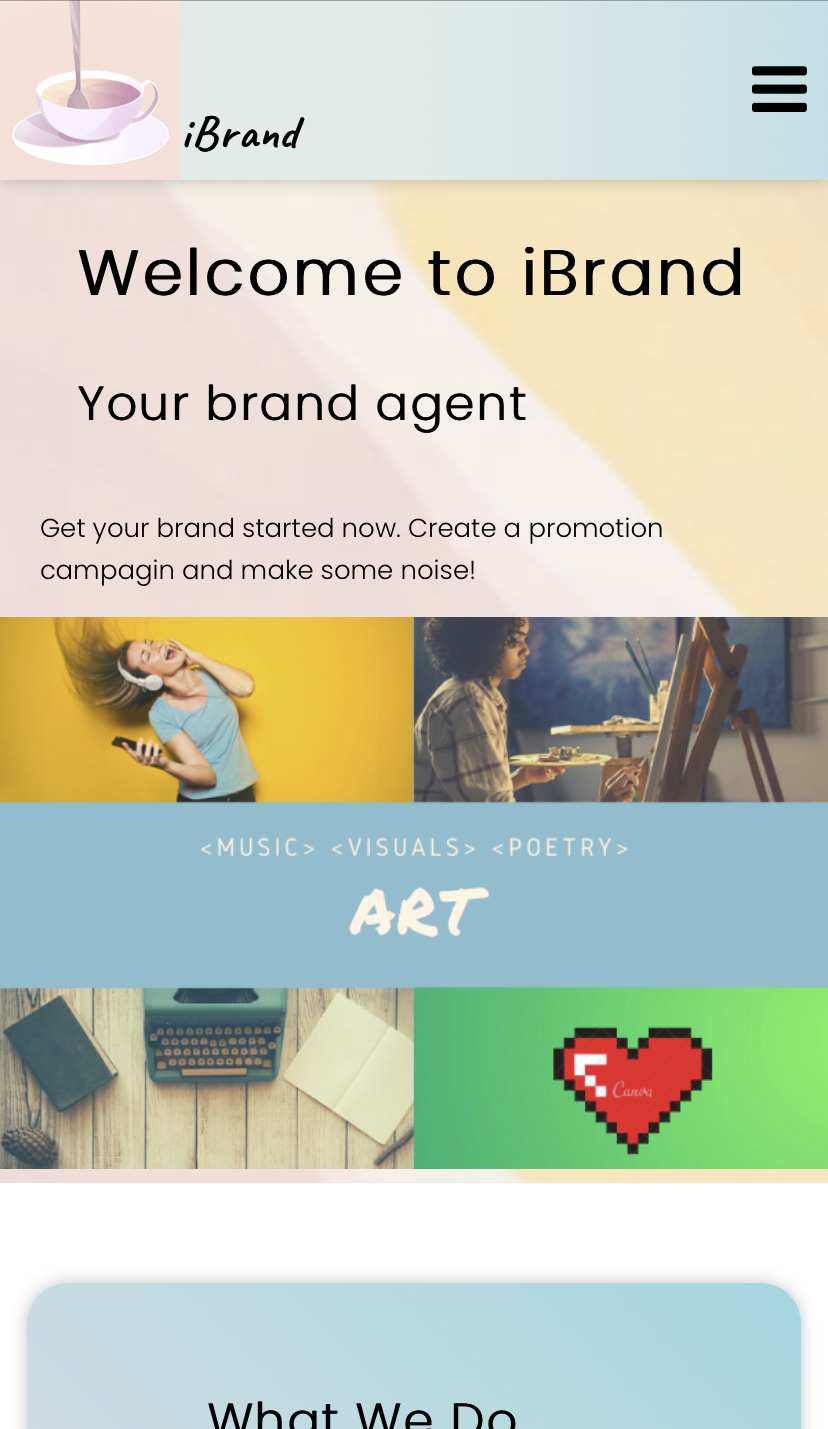 iBrand
Welcome to iBrand
Your brand agent
Get your brand started now. Create a promotion
campagin and make some noise!
<MUSIC> <VISUALS> <POETRY>
ART
Canva
What We Do